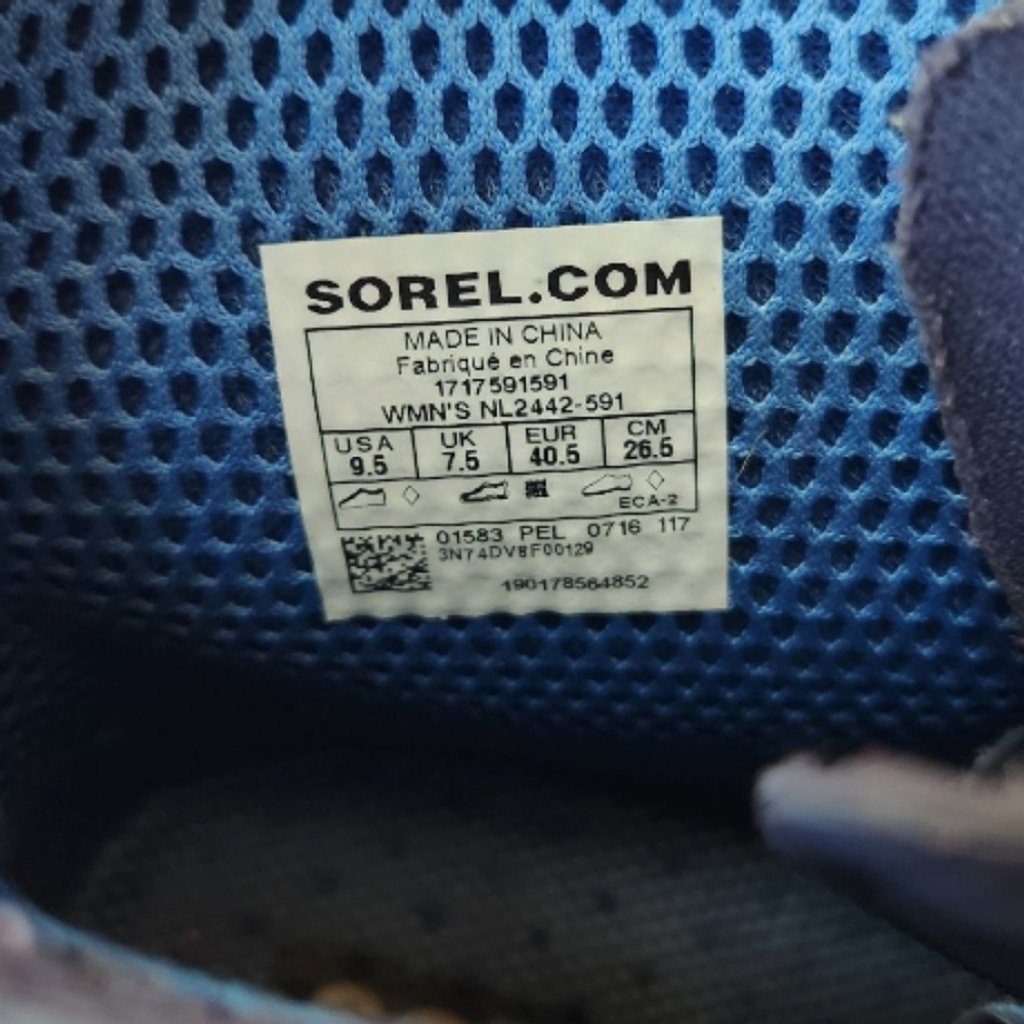 SOREL.COM
MADE IN CHINA
Fabriqué en Chine
1717591591
WMN'S NL2442-591
USA UK EUR CM
9.5 7.5 40.5 26.5
ECA-2
01583 PEL 0716 117
3N74DV8F00129
190178564852